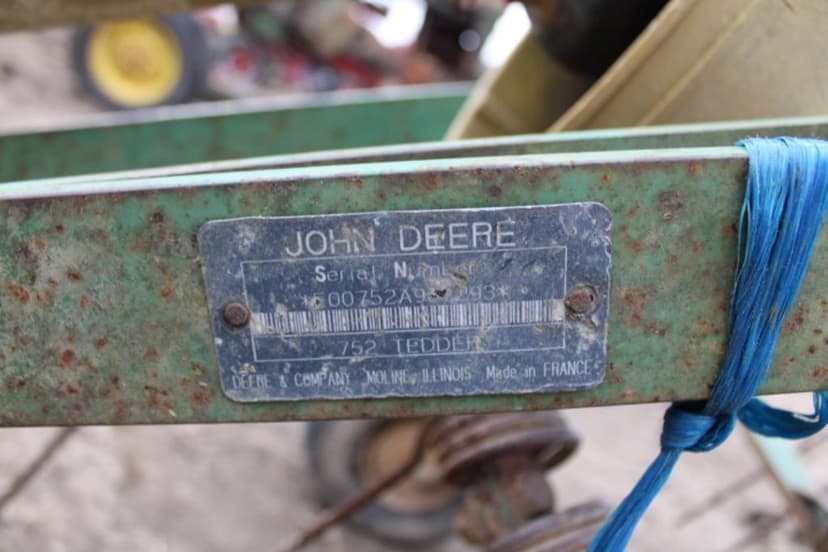 JOHN DEERE
Serial Number
752 TEDDER
DEERE & COMPANY MOLINE, ILLINOIS Made in FRANCE